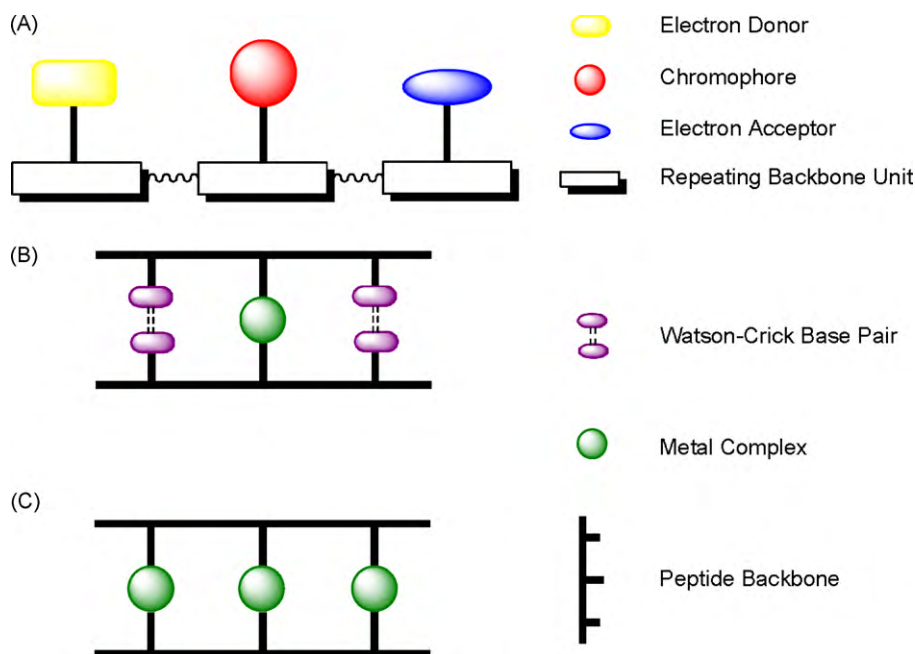 (A)
Electron Donor
Chromophore
Electron Acceptor
Repeating Backbone Unit
(B)
Watson-Crick Base Pair
Metal Complex
(C)
Peptide Backbone